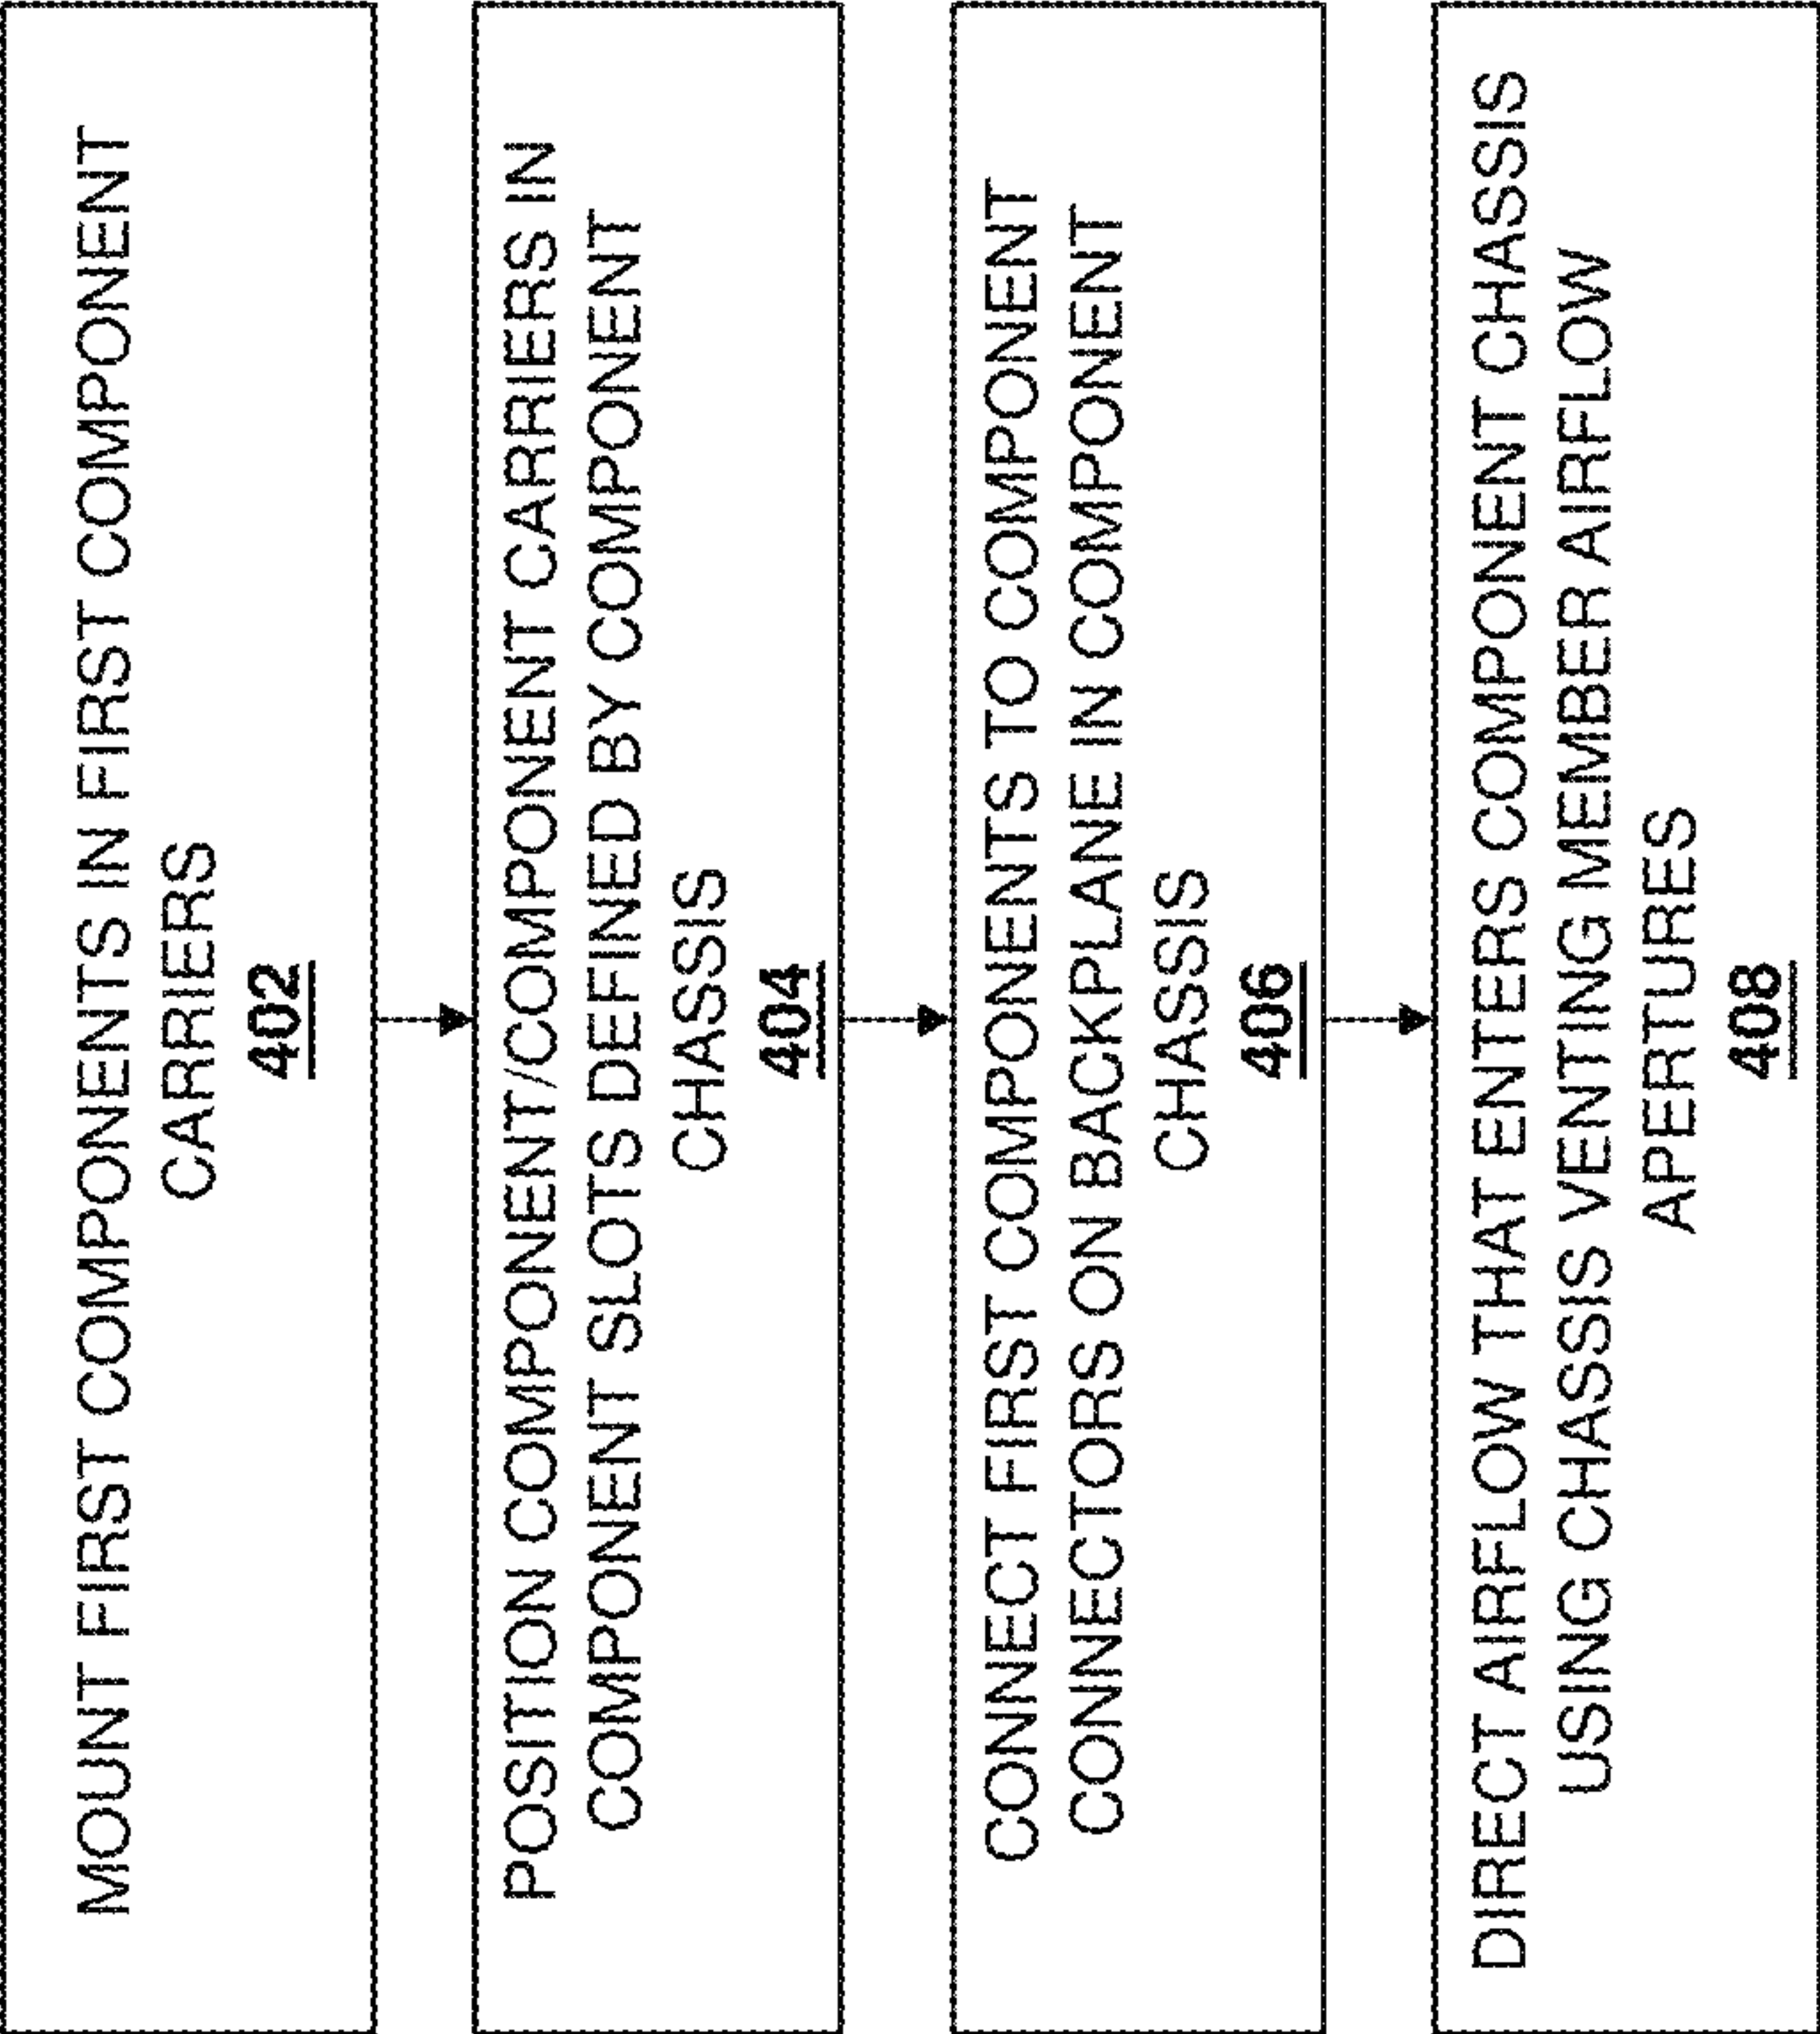 MOUNT FIRST COMPONENTS IN FIRST COMPONENT
CARRIERS
402
POSITION COMPONENT/COMPONENT CARRIERS IN
COMPONENT SLOTS DEFINED BY COMPONENT
CHASSIS
404
CONNECT FIRST COMPONENTS TO COMPONENT
CONNECTORS ON BACKPLANE IN COMPONENT
CHASSIS
406
DIRECT AIRFLOW THAT ENTERS COMPONENT CHASSIS
USING CHASSIS VENTING MEMBER AIRFLOW
APERTURES
408